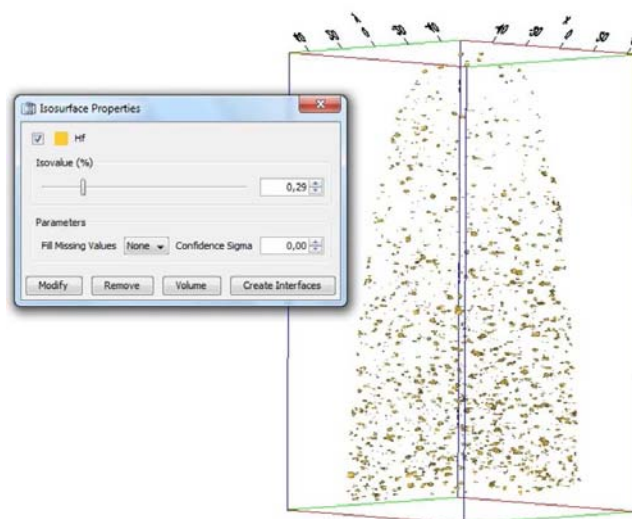 Isosurface Properties
Hf
Isovalue (%)
0,29
Parameters
Fill Missing Values None Confidence Sigma 0,00
Modify Remove Volume Create Interfaces